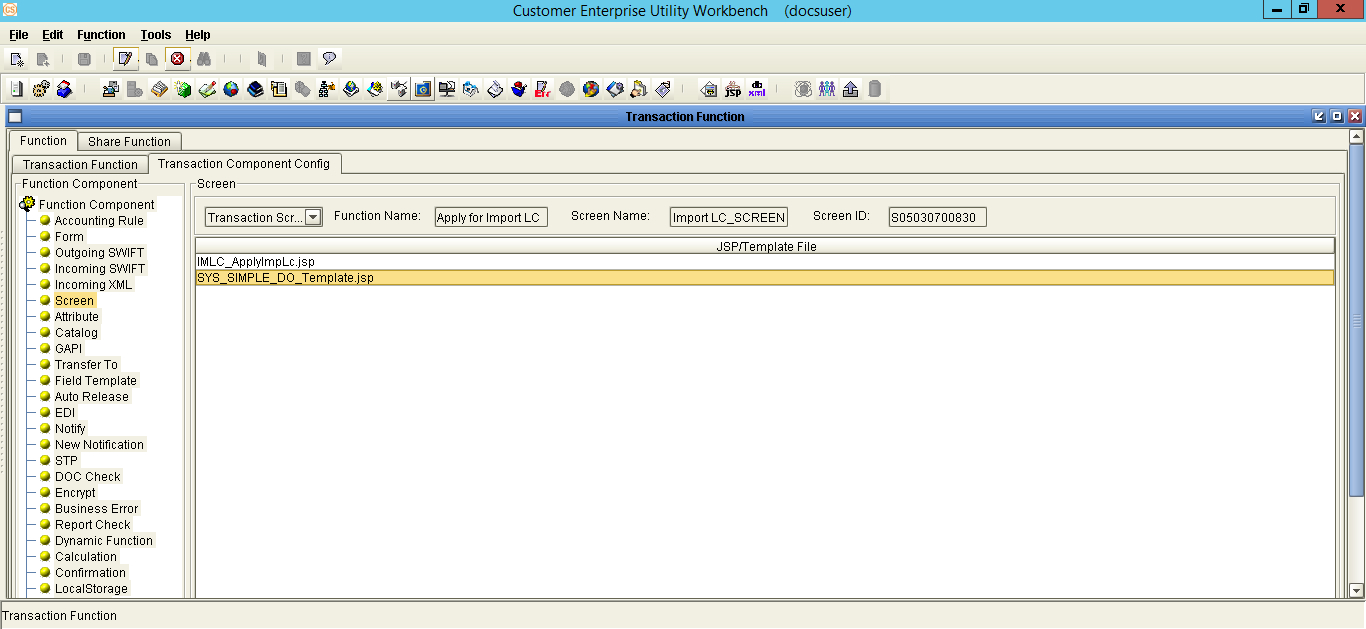 CS
Customer Enterprise Utility Workbench (docsuser)
File Edit Function Tools Help
jsp xml
Transaction Function
Function Share Function
Transaction Function Transaction Component Config
Function Component
Screen
Function Component
Accounting Rule
Form
Outgoing SWIFT
Incoming SWIFT
Incoming XML
Screen
Attribute
Catalog
GAPI
Transfer To
Field Template
Auto Release
EDI
Notify
New Notification
STP
DOC Check
Encrypt
Business Error
Report Check
Dynamic Function
Calculation
Confirmation
LocalStorage
Transaction Scr... Function Name: Apply for Import LC Screen Name: Import LC_SCREEN Screen ID: S05030700830
JSP/Template File
IMLC_ApplyImpLc.jsp
SYS_SIMPLE_DO_Template.jsp
Transaction Function